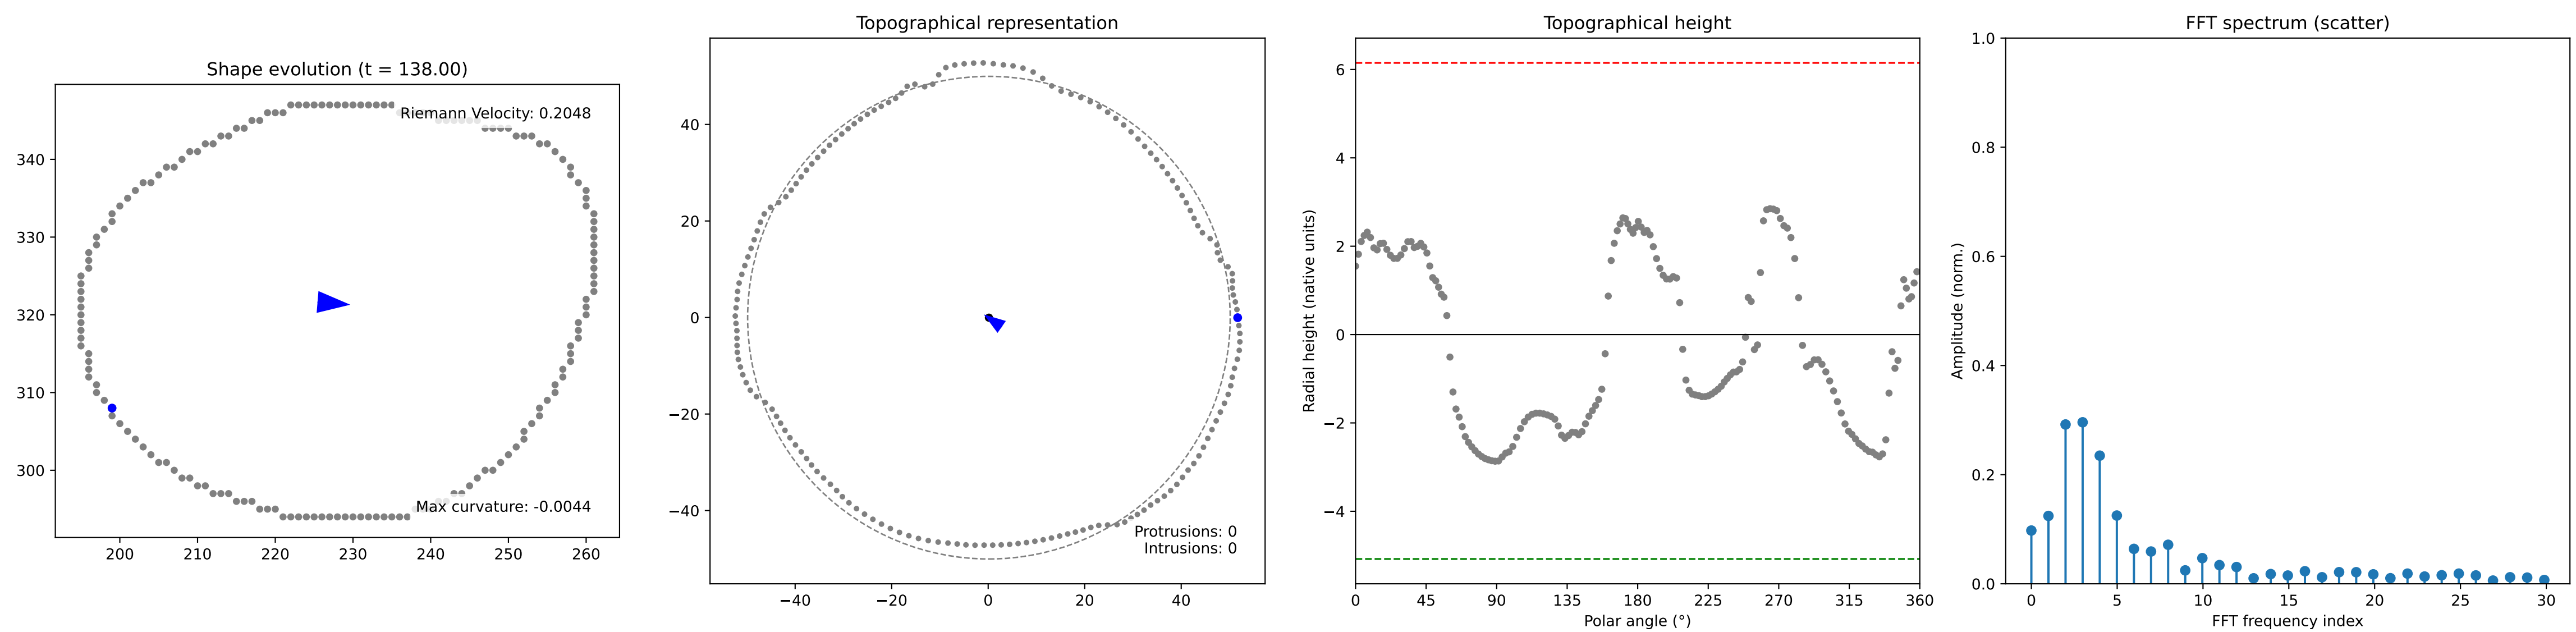 Shape evolution (t = 138.00)
Riemann Velocity: 0.2048
340
330
320
310
300
Max curvature: -0.0044
200 210 220 230 240 250 260
Topographical representation
40
20
0
−20
−40
Protrusions: 0
Intrusions: 0
−40 −20 0 20 40
Topographical height
Radial height (native units)
6
4
2
0
−2
−4
0 45 90 135 180 225 270 315 360
Polar angle (°)
FFT spectrum (scatter)
Amplitude (norm.)
1.0
0.8
0.6
0.4
0.2
0.0
0 5 10 15 20 25 30
FFT frequency index